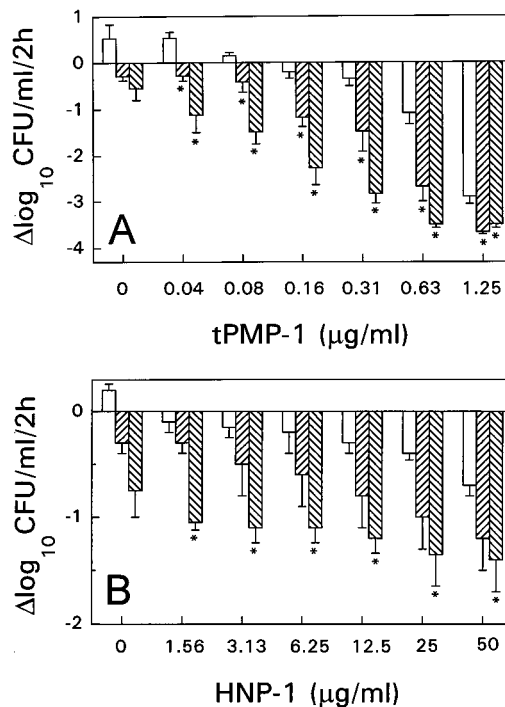 1
0
-1
-2
-3
-4
Δlog10 CFU/ml/2h
A
* * * * * * * * * * * *
0 0.04 0.08 0.16 0.31 0.63 1.25
tPMP-1 (μg/ml)
0
-1
-2
Δlog10 CFU/ml/2h
B
* * * * * *
0 1.56 3.13 6.25 12.5 25 50
HNP-1 (μg/ml)